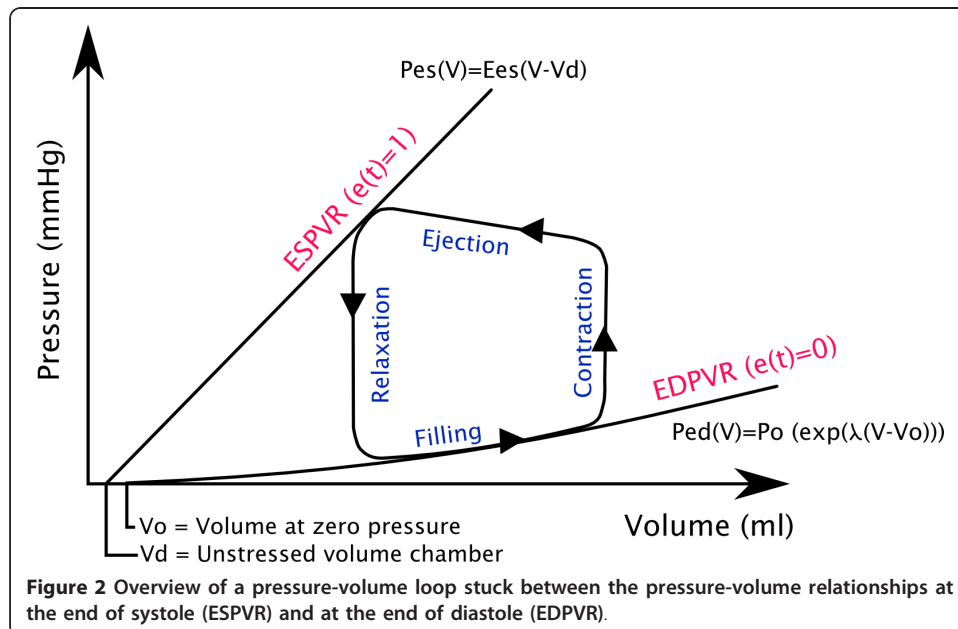 Pes(V)=Ees(V-Vd)
Pressure (mmHg)
ESPVR (e(t)=1)
Ejection
Relaxation
Contraction
EDPVR (e(t)=0)
Filling
Ped(V)=Po (exp(λ(V-Vo)))
Vo = Volume at zero pressure
Volume (ml)
Vd = Unstressed volume chamber
Figure 2 Overview of a pressure-volume loop stuck between the pressure-volume relationships at
the end of systole (ESPVR) and at the end of diastole (EDPVR).